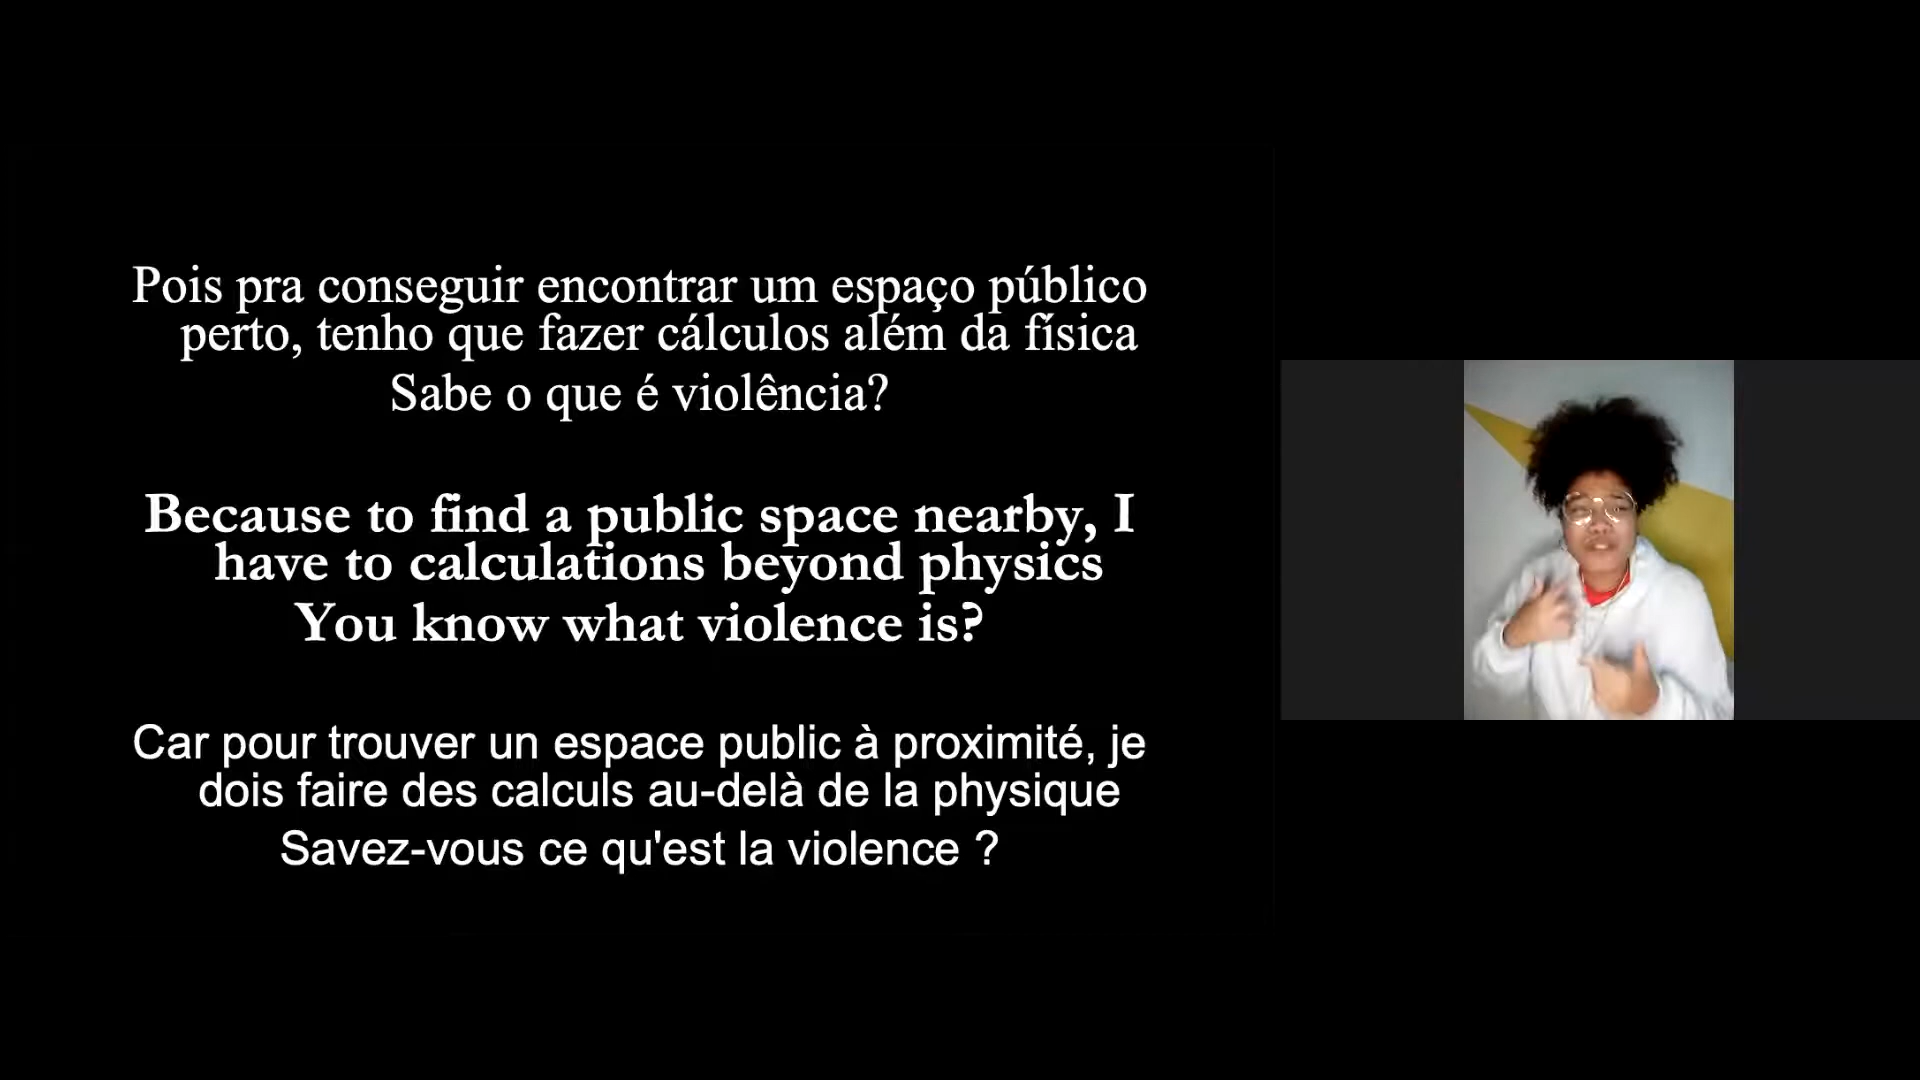 Pois pra conseguir encontrar um espaço público
perto, tenho que fazer cálculos além da física
Sabe o que é violência?
Because to find a public space nearby, I
have to calculations beyond physics
You know what violence is?
Car pour trouver un espace public à proximité, je
dois faire des calculs au-delà de la physique
Savez-vous ce qu'est la violence ?